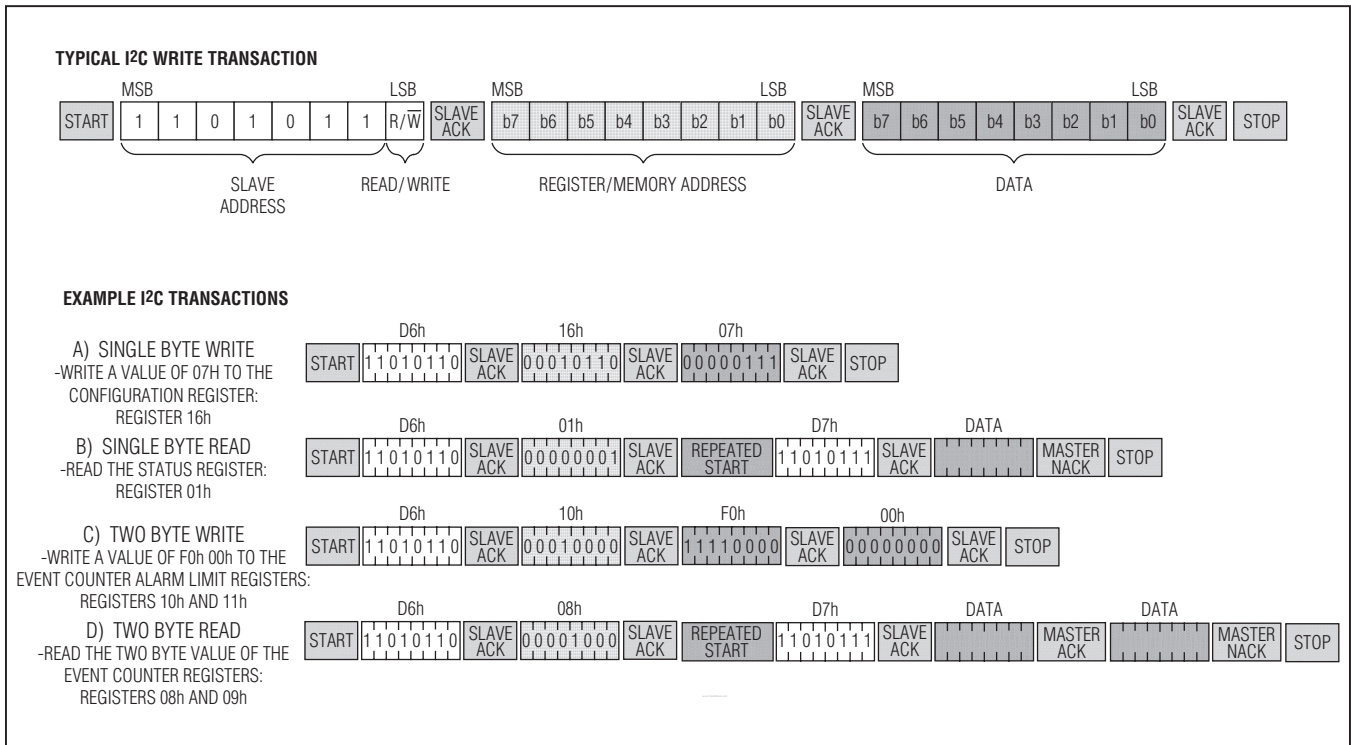 TYPICAL I2C WRITE TRANSACTION
MSB LSB MSB LSB MSB LSB
START 1 1 0 1 0 1 1 R/W̅ SLAVE ACK b7 b6 b5 b4 b3 b2 b1 b0 SLAVE ACK b7 b6 b5 b4 b3 b2 b1 b0 SLAVE ACK STOP
SLAVE ADDRESS READ/WRITE REGISTER/MEMORY ADDRESS DATA
EXAMPLE I2C TRANSACTIONS
D6h 16h 07h
A) SINGLE BYTE WRITE
-WRITE A VALUE OF 07H TO THE
CONFIGURATION REGISTER:
REGISTER 16h
START 11010110 SLAVE ACK 00010110 SLAVE ACK 00000111 SLAVE ACK STOP
D6h 01h D7h DATA
B) SINGLE BYTE READ
-READ THE STATUS REGISTER:
REGISTER 01h
START 11010110 SLAVE ACK 00000001 SLAVE ACK REPEATED START 11010111 SLAVE ACK MASTER NACK STOP
D6h 10h F0h 00h
C) TWO BYTE WRITE
-WRITE A VALUE OF F0h 00h TO THE
EVENT COUNTER ALARM LIMIT REGISTERS:
REGISTERS 10h AND 11h
START 11010110 SLAVE ACK 00010000 SLAVE ACK 11110000 SLAVE ACK 00000000 SLAVE ACK STOP
D6h 08h D7h DATA DATA
D) TWO BYTE READ
-READ THE TWO BYTE VALUE OF THE
EVENT COUNTER REGISTERS:
REGISTERS 08h AND 09h
START 11010110 SLAVE ACK 00001000 SLAVE ACK REPEATED START 11010111 SLAVE ACK MASTER ACK MASTER NACK STOP